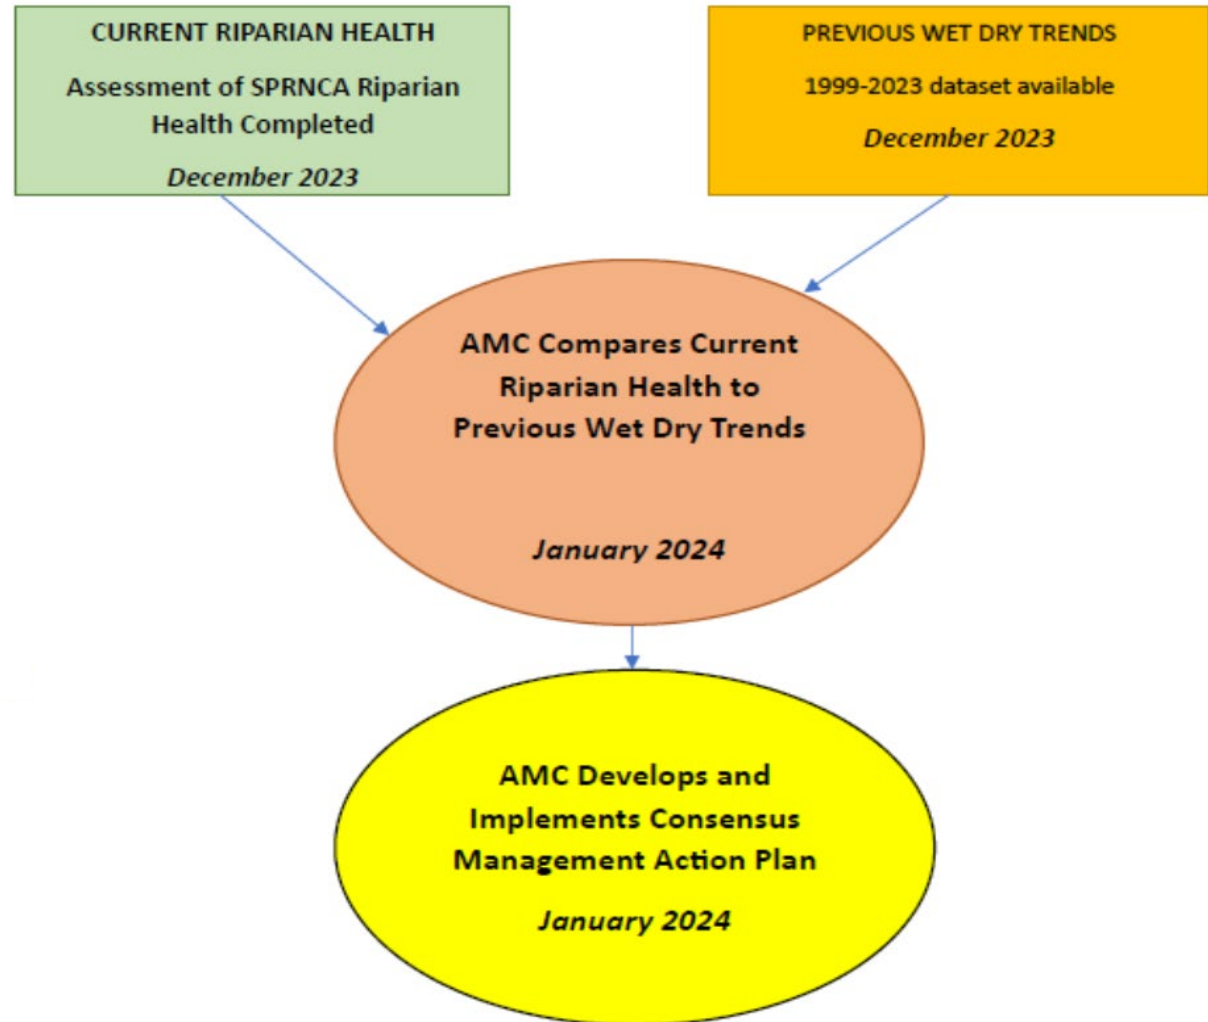 CURRENT RIPARIAN HEALTH
Assessment of SPRNCA Riparian
Health Completed
December 2023
PREVIOUS WET DRY TRENDS
1999-2023 dataset available
December 2023
AMC Compares Current
Riparian Health to
Previous Wet Dry Trends
January 2024
AMC Develops and
Implements Consensus
Management Action Plan
January 2024